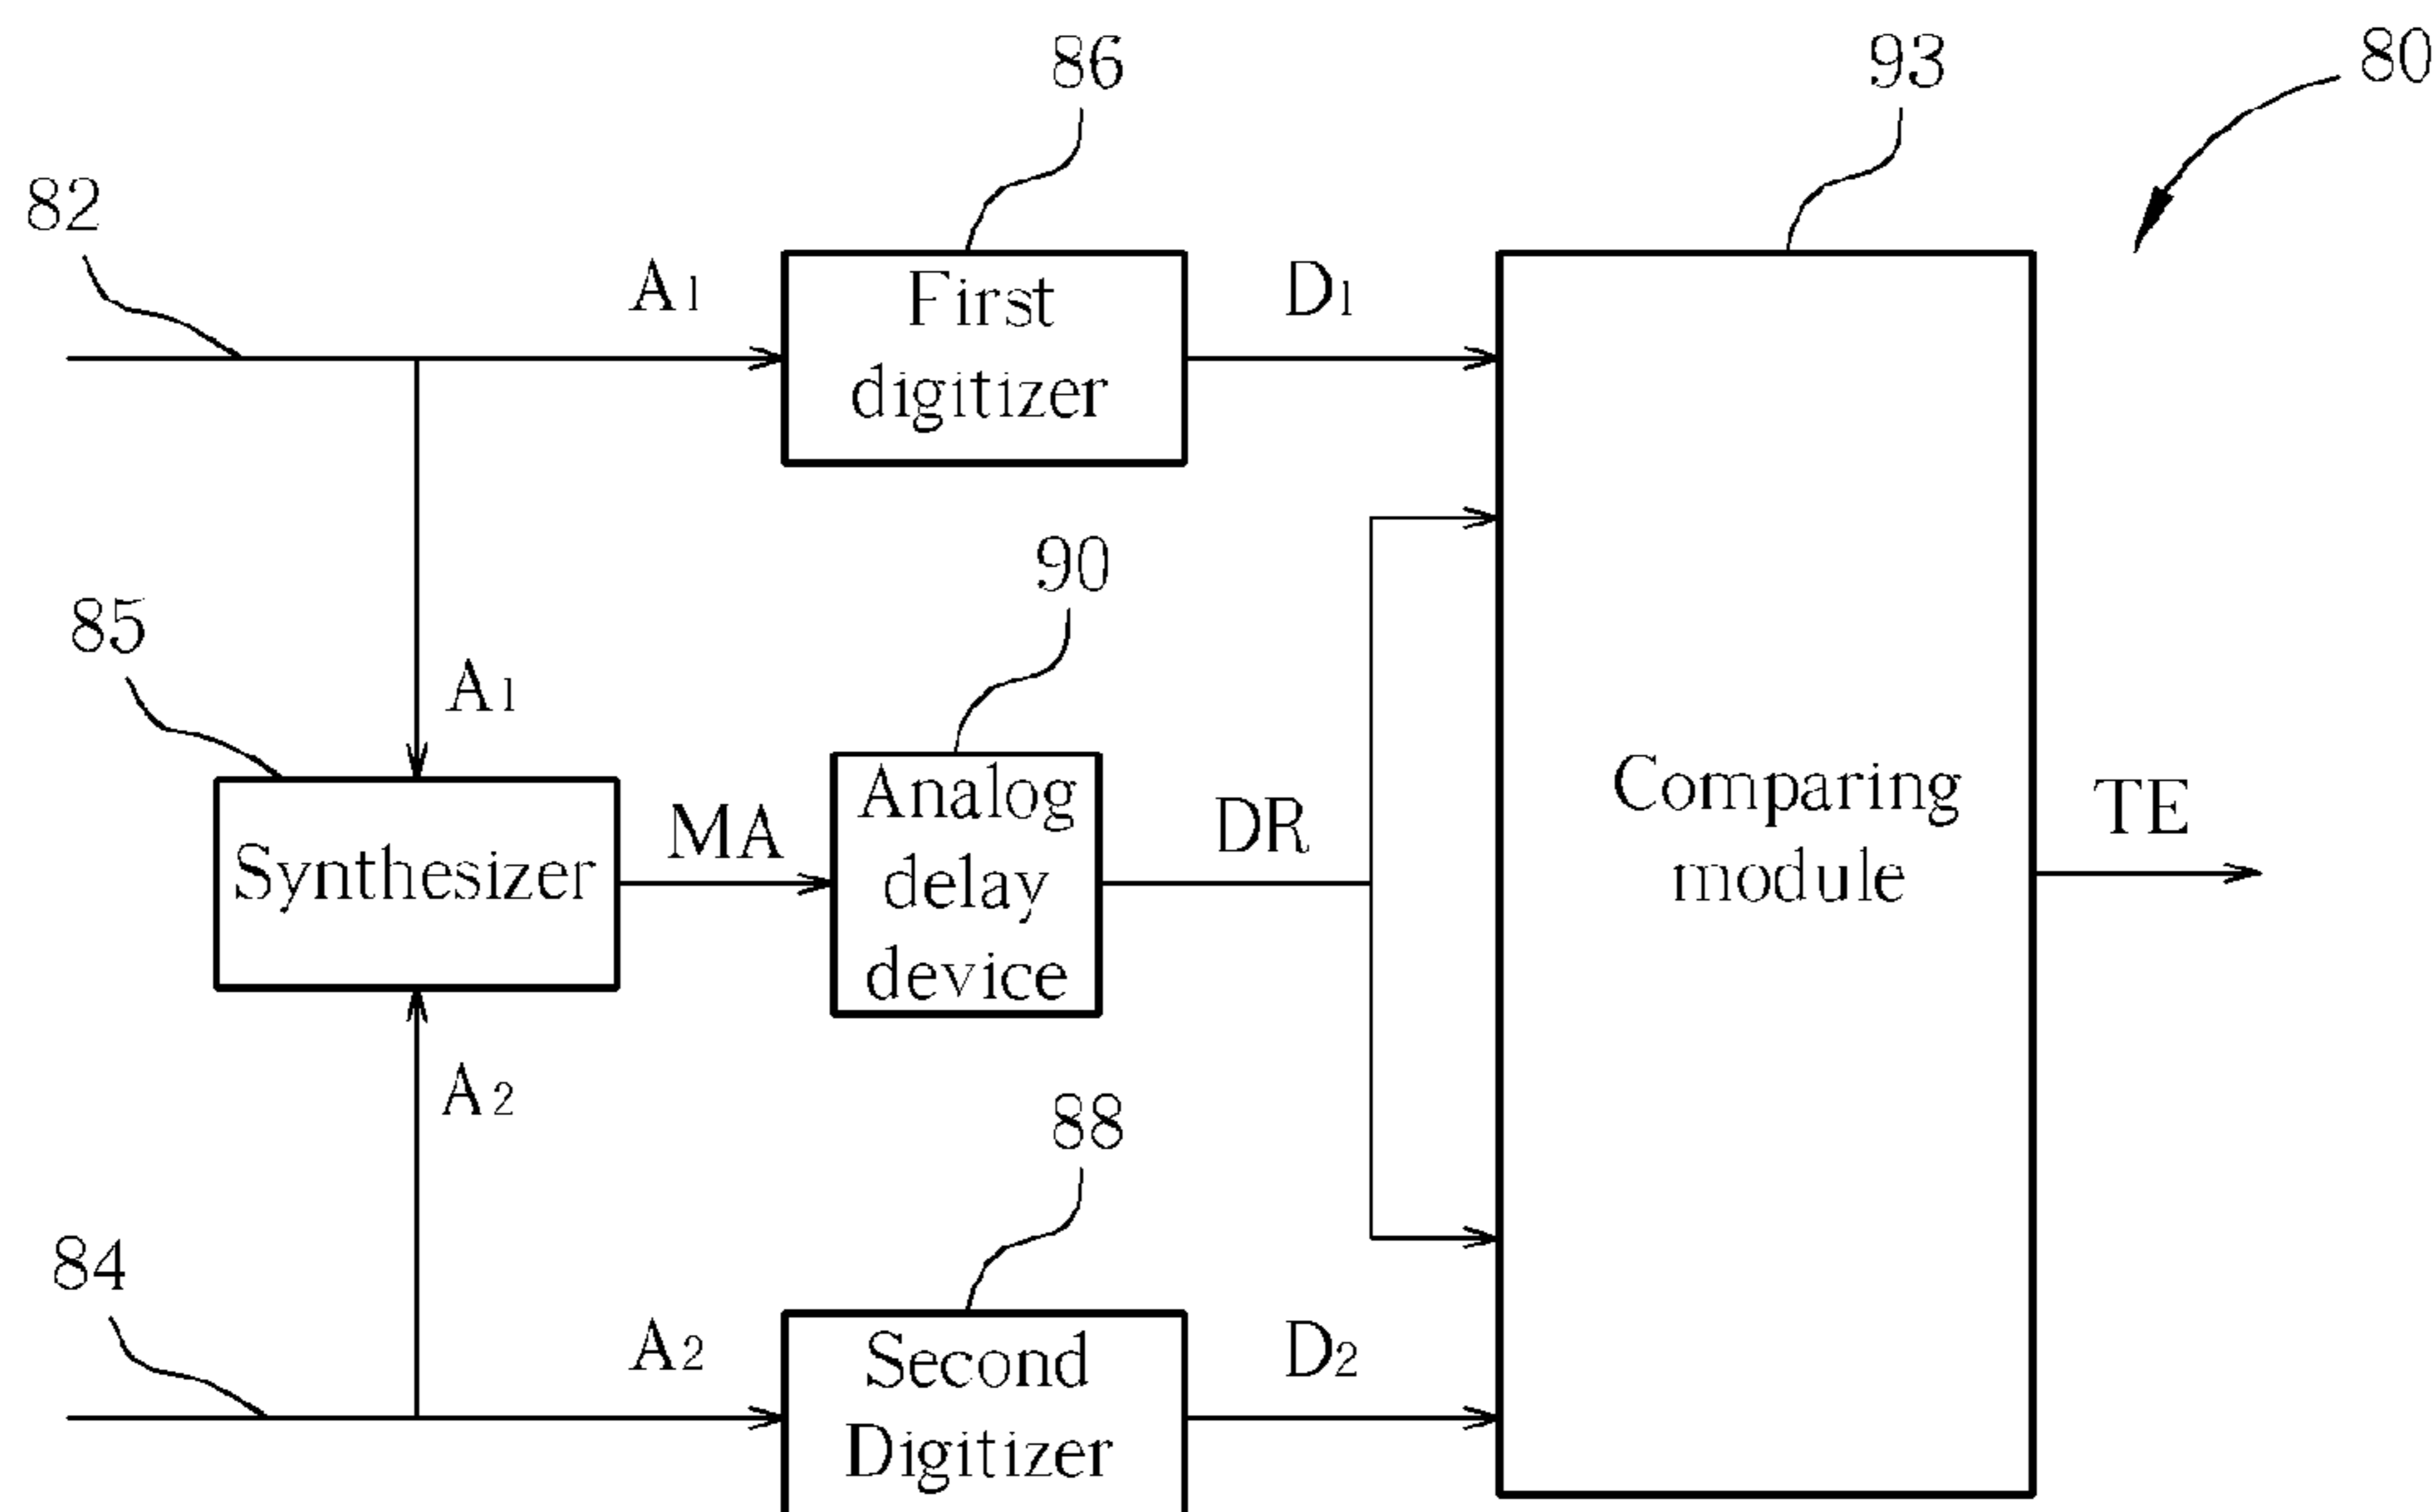 86
93
80
82
A1
First
digitizer
D1
90
85
A1
Synthesizer
MA
Analog
delay
device
DR
Comparing
module
TE
A2
88
84
A2
Second
Digitizer
D2